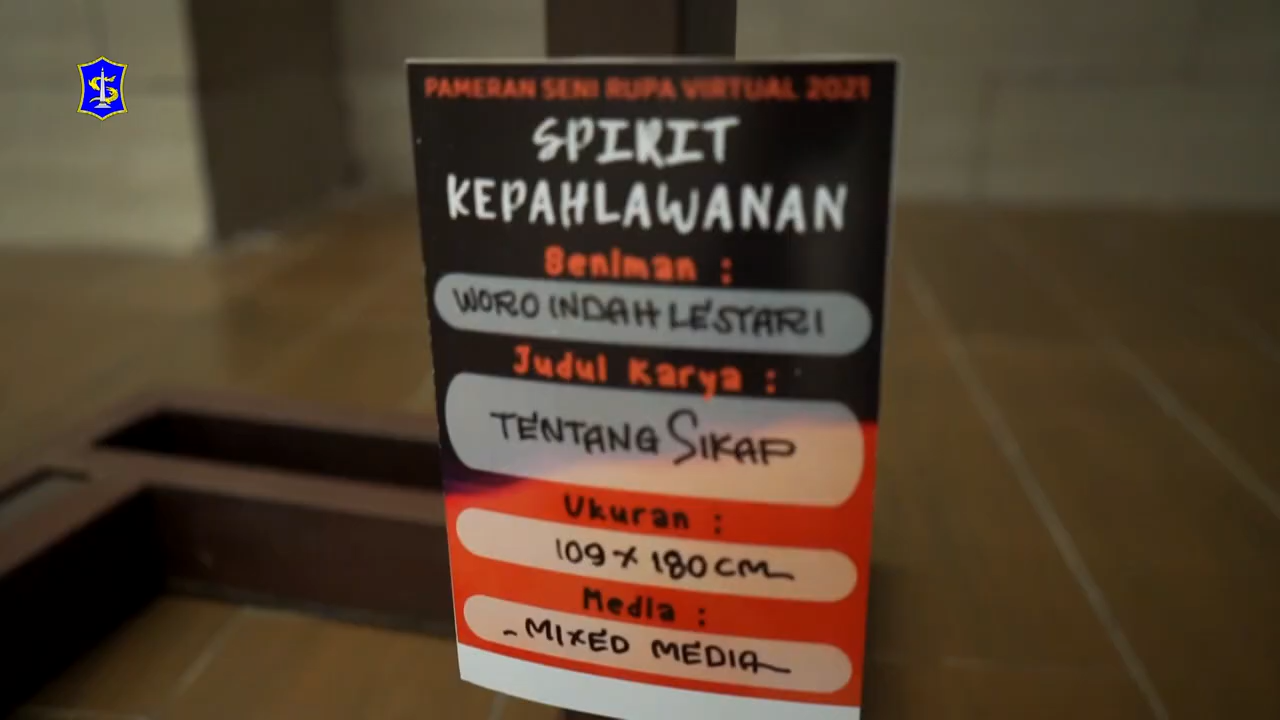 PAMERAN SENI RUPA VIRTUAL 2021
SPIRIT
KEPAHLAWANAN
Seniman :
WORO INDAH LESTARI
Judul Karya :
TENTANG SIKAP
Ukuran :
109 x 180 cm
Media :
- MIXED MEDIA